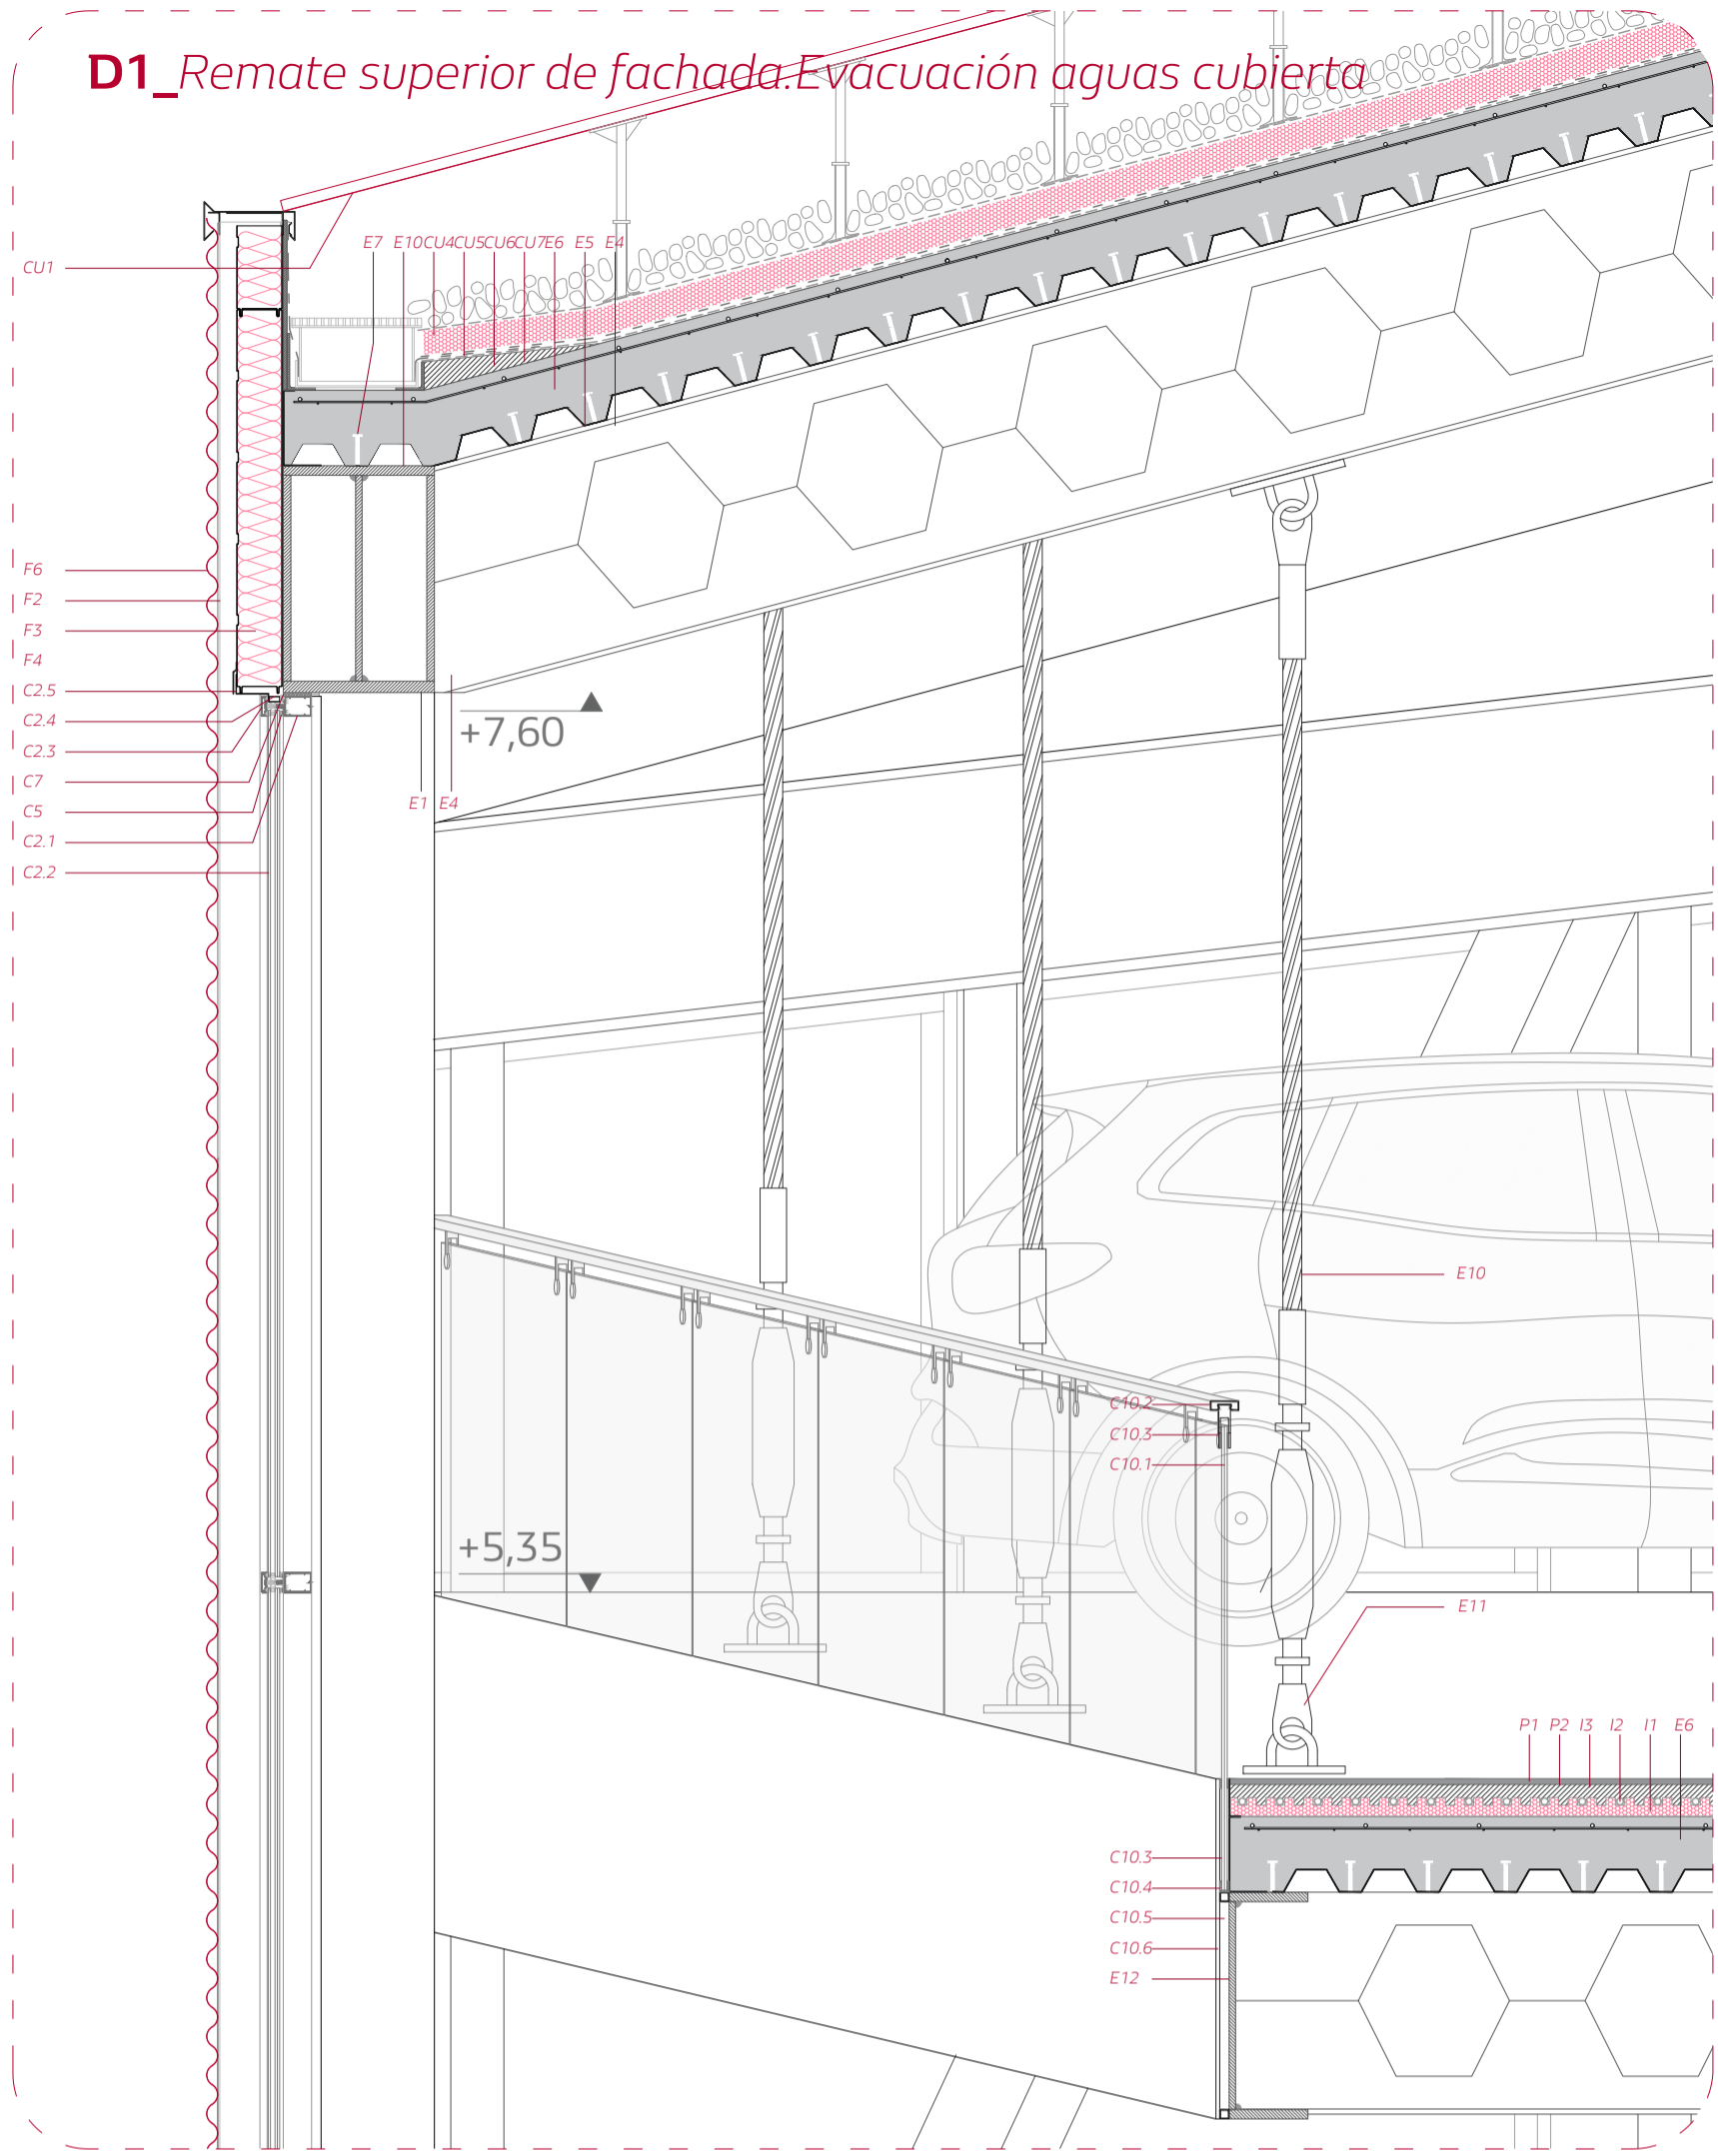 D1_Remate superior de fachada.Evacuación aguas cubierta
E7 E10 CU4 CU5 CU6 CU7 E6 E5 E4
CU1
F6
F2
F3
F4
C2.5
C2.4
+7,60
C2.3
C7
E1 E4
C5
C2.1
C2.2
E10
C10.2
C10.3
C10.1
+5,35
E11
P1 P2 I3 I2 I1 E6
C10.3
C10.4
C10.5
C10.6
E12